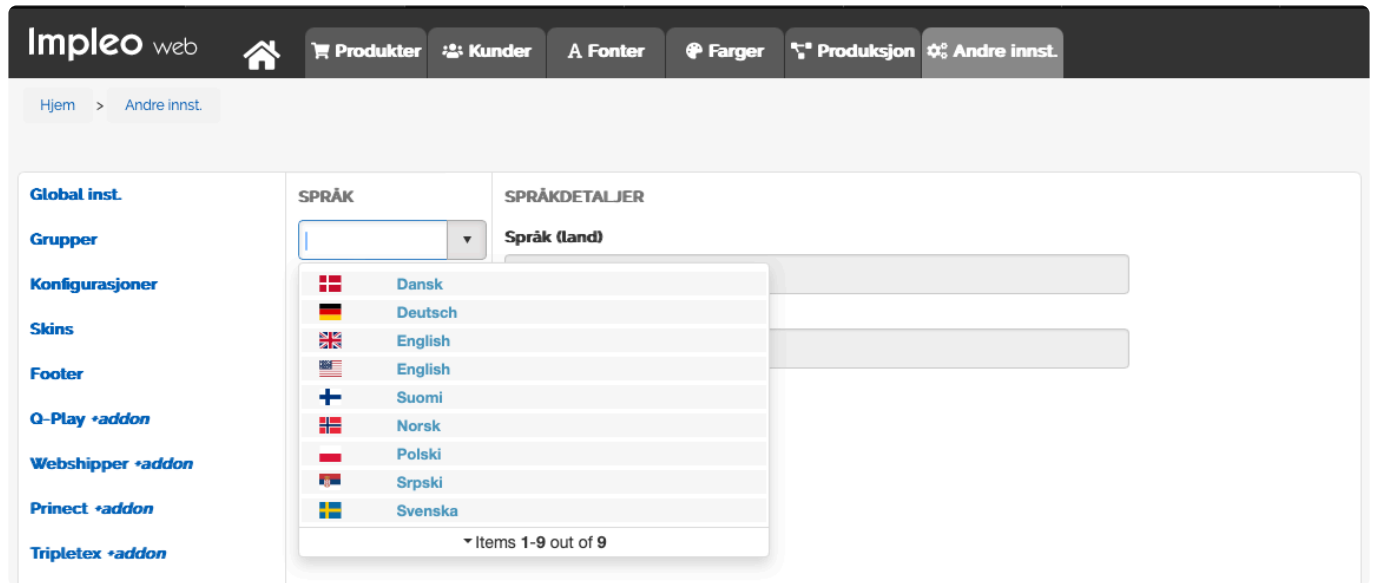 Impleo web
Produkter
Kunder
A Fonter
Farger
Produksjon
Andre innst.
Hjem > Andre innst.
Global inst.
Grupper
Konfigurasjoner
Skins
Footer
Q-Play +addon
Webshipper +addon
Prinect +addon
Tripletex +addon
SPRÅK
Dansk
Deutsch
English
English
Suomi
Norsk
Polski
Srpski
Svenska
Items 1-9 out of 9
SPRÅKDETALJER
Språk (land)